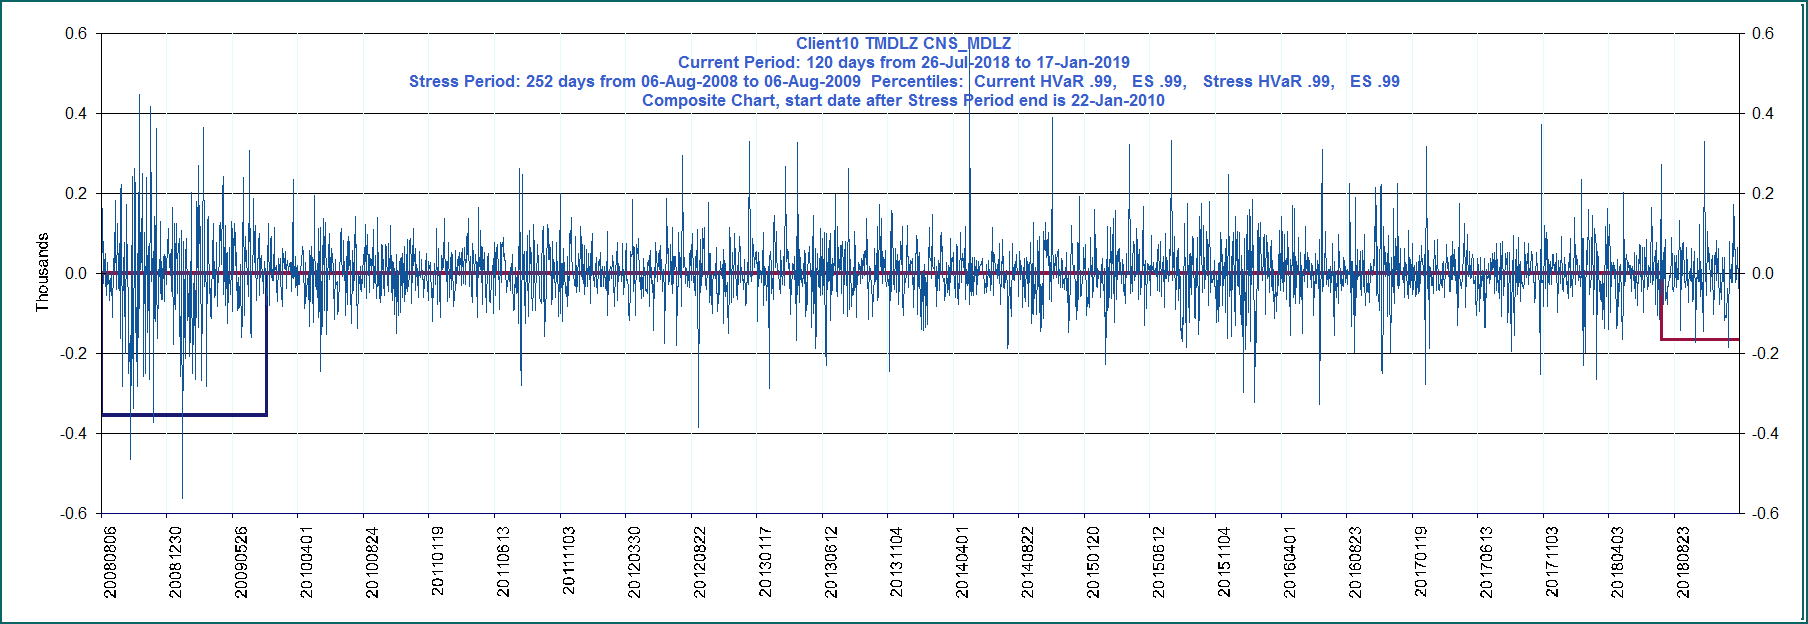 Client10 TMDLZ CNS_MDLZ
Current Period: 120 days from 26-Jul-2018 to 17-Jan-2019
Stress Period: 252 days from 06-Aug-2008 to 06-Aug-2009  Percentiles:  Current HVaR .99,   ES .99,   Stress HVaR .99,   ES .99
Composite Chart, start date after Stress Period end is 22-Jan-2010
0.6 0.6
0.4 0.4
0.2 0.2
0.0 0.0
-0.2 -0.2
-0.4 -0.4
-0.6 -0.6
Thousands
20080806 20081230 20090526 20100401 20100824 20110119 20110613 20111103 20120330 20120822 20130117 20130612 20131104 20140401 20140822 20150120 20150612 20151104 20160401 20160823 20170119 20170613 20171103 20180403 20180823